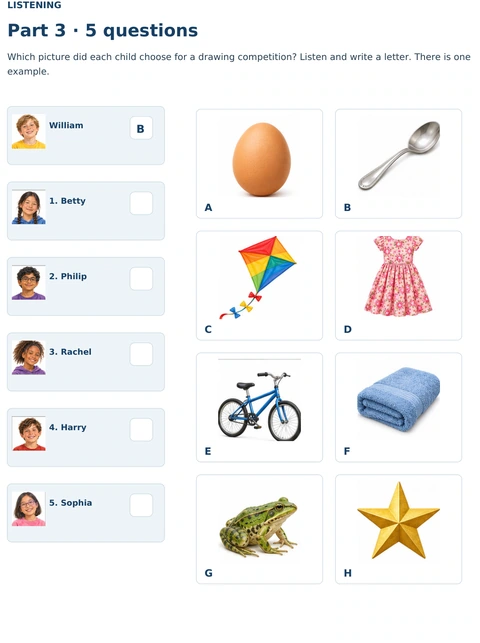 LISTENING
Part 3 · 5 questions
Which picture did each child choose for a drawing competition? Listen and write a letter. There is one
example.
William
B
1. Betty
2. Philip
3. Rachel
4. Harry
5. Sophia
A
B
C
D
E
F
G
H